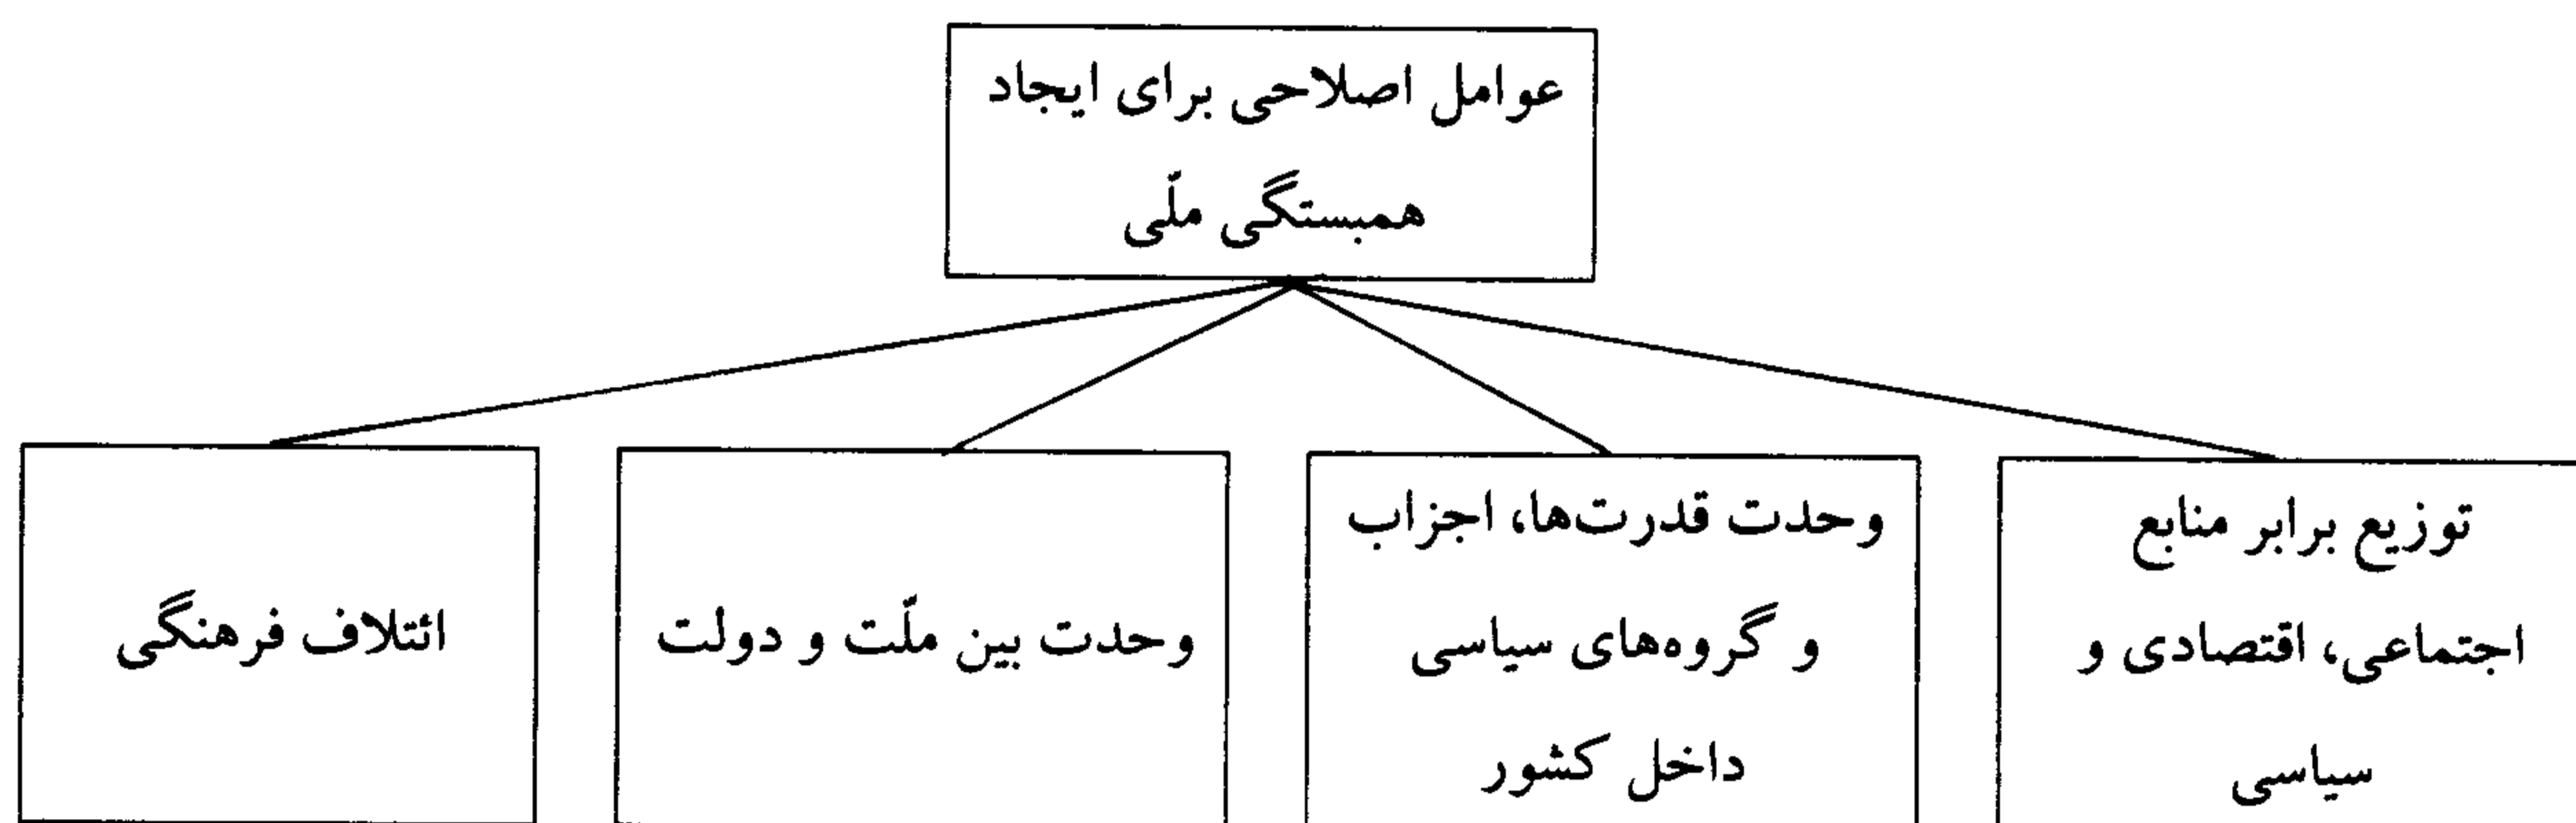 عوامل اصلاحی برای ایجاد
همبستگی ملّی
توزیع برابر منابع
اجتماعی، اقتصادی و
سیاسی
وحدت قدرت‌ها، اجزاب
و گروه‌های سیاسی
داخل کشور
وحدت بین ملّت و دولت
ائتلاف فرهنگی